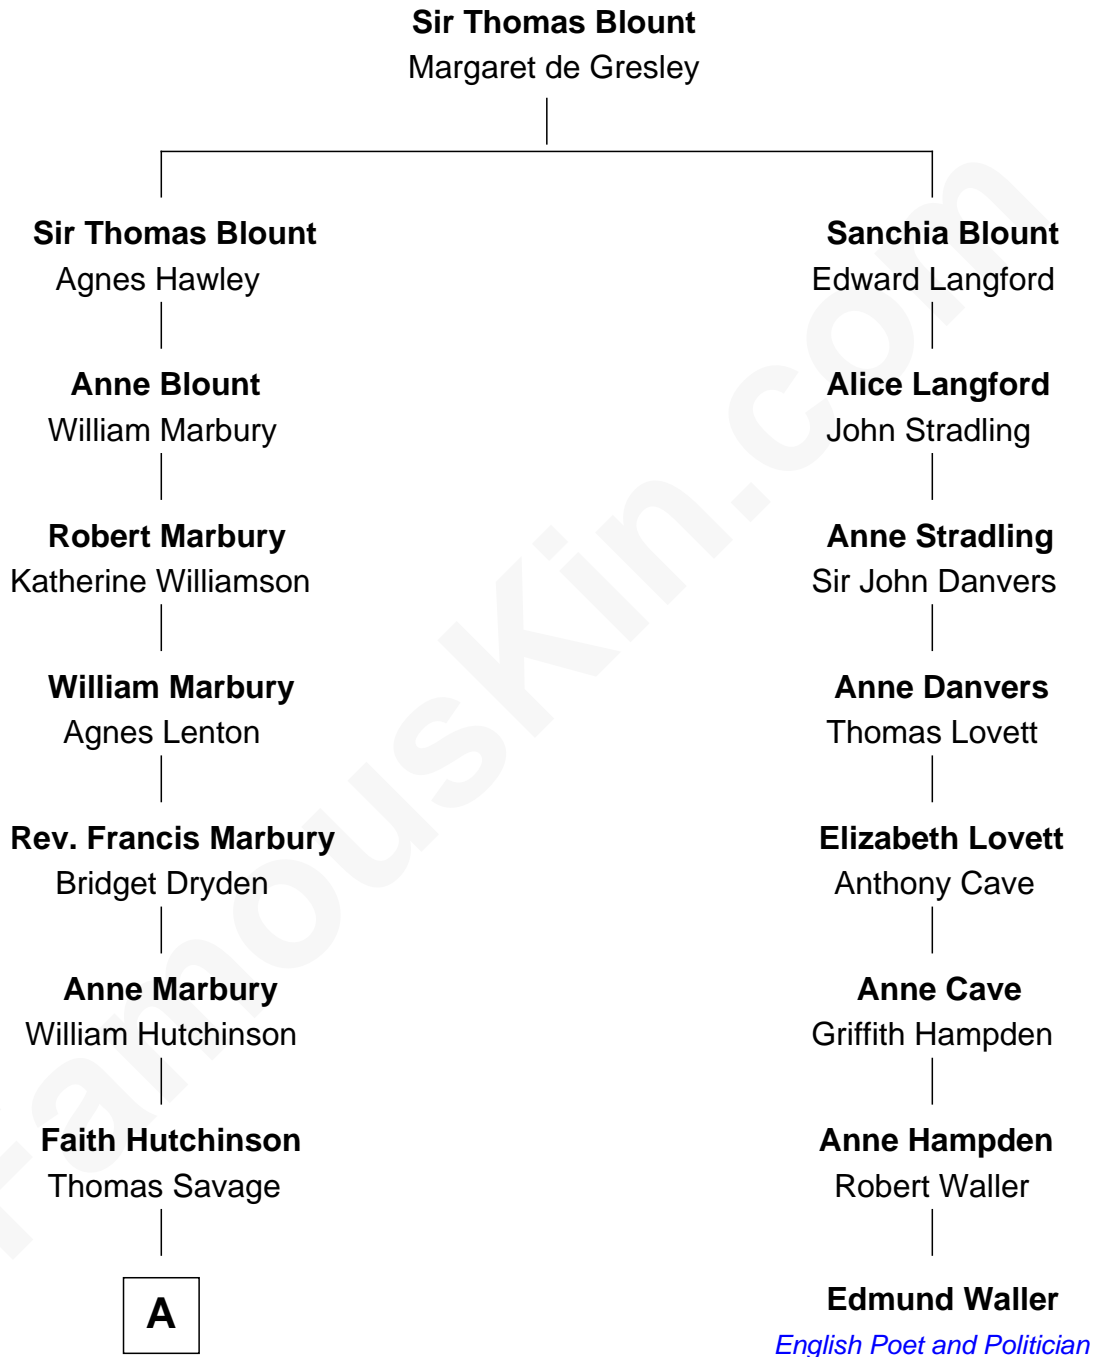 Sir Thomas Blount
Margaret de Gresley
Sir Thomas Blount
Agnes Hawley
Sanchia Blount
Edward Langford
Anne Blount
William Marbury
Alice Langford
John Stradling
Robert Marbury
Katherine Williamson
Anne Stradling
Sir John Danvers
William Marbury
Agnes Lenton
Anne Danvers
Thomas Lovett
Rev. Francis Marbury
Bridget Dryden
Elizabeth Lovett
Anthony Cave
Anne Marbury
William Hutchinson
Anne Cave
Griffith Hampden
Faith Hutchinson
Thomas Savage
Anne Hampden
Robert Waller
A
Edmund Waller
English Poet and Politician
FamousKin.com